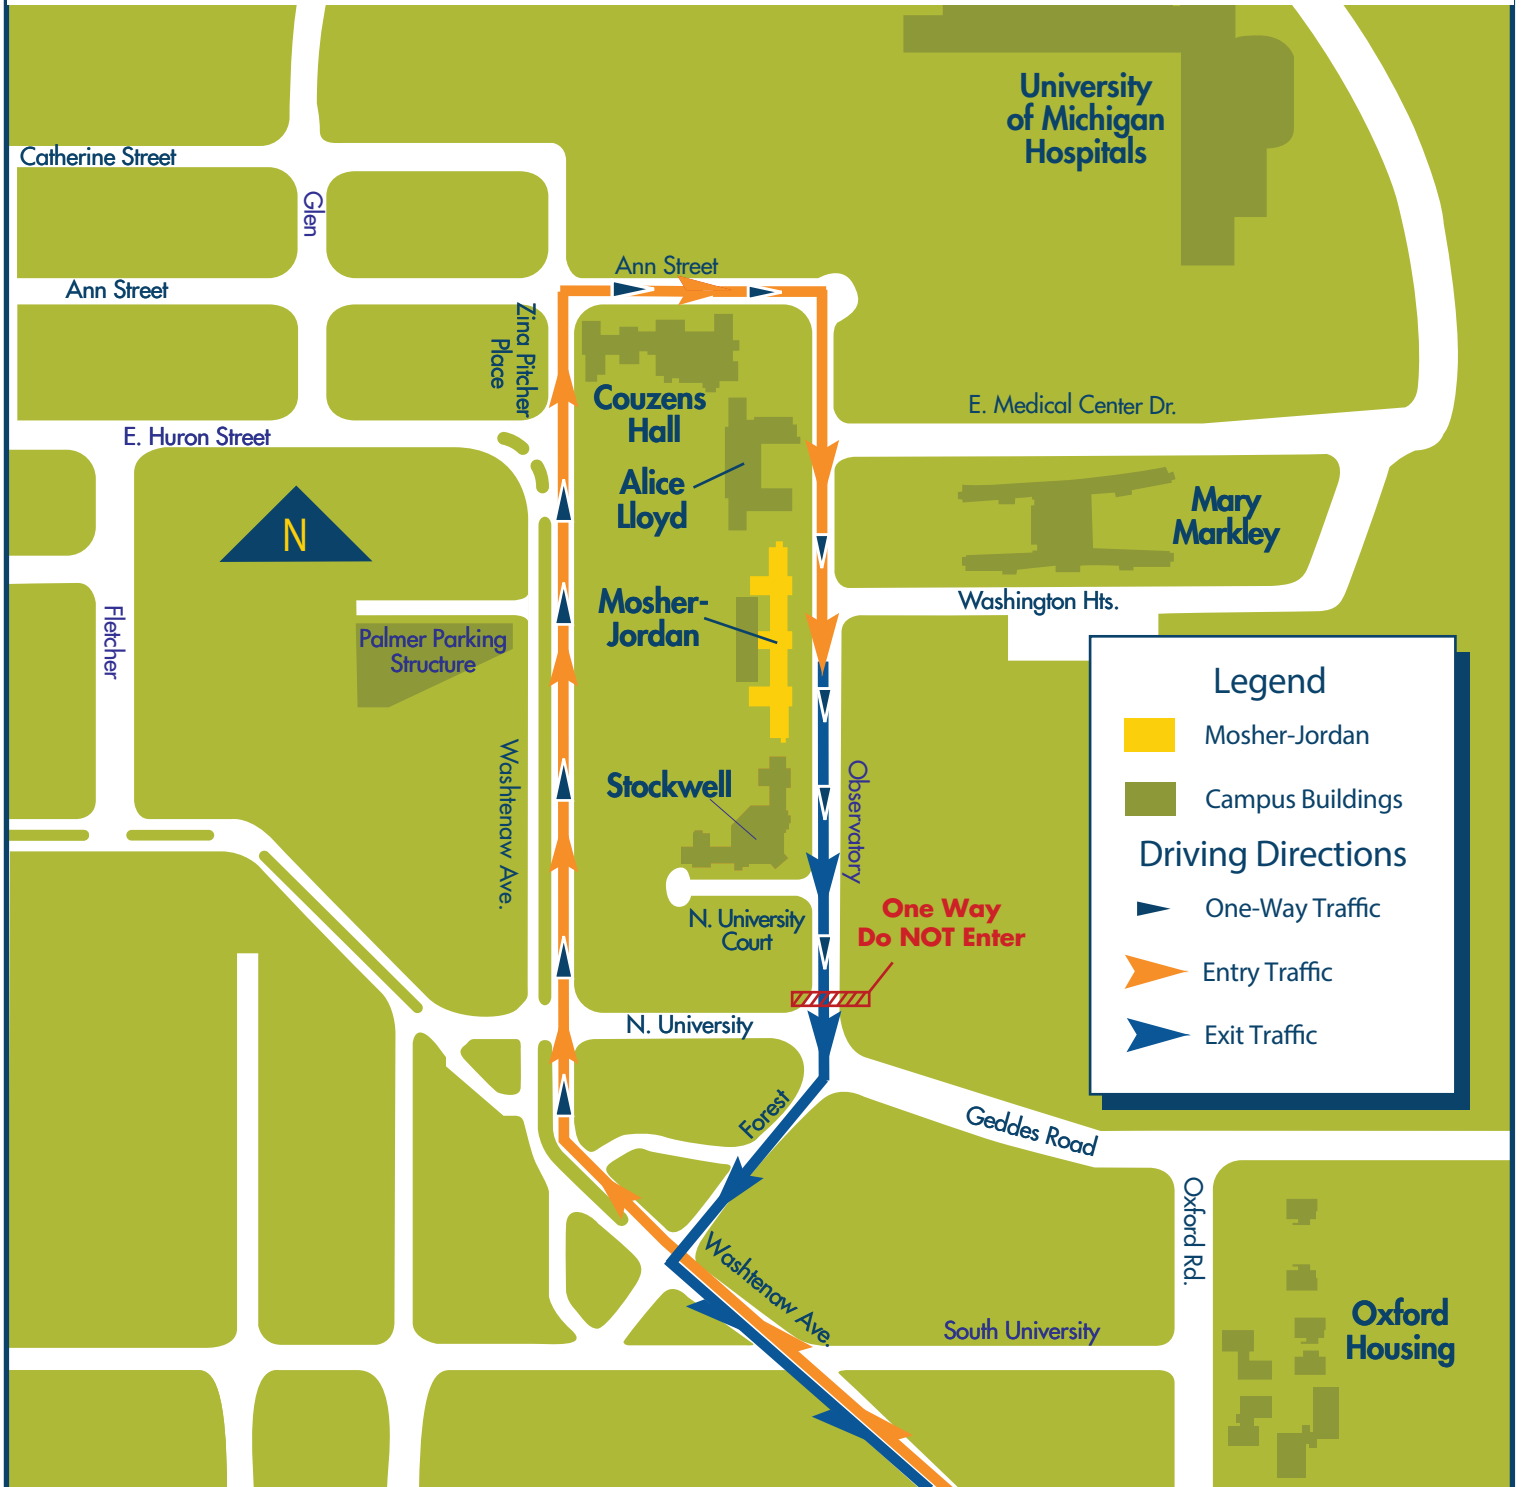 University
of Michigan
Hospitals
Catherine Street
Glen
Ann Street
Ann Street
Zina Pitcher
Place
Couzens
Hall
E. Medical Center Dr.
E. Huron Street
Alice
Lloyd
Mary
Markley
N
Mosher-
Jordan
Washington Hts.
Fletcher
Palmer Parking
Structure
Legend
Mosher-Jordan
Campus Buildings
Driving Directions
One-Way Traffic
Entry Traffic
Exit Traffic
Washtenaw Ave.
Stockwell
Observatory
One Way
Do NOT Enter
N. University
Court
N. University
Forest
Geddes Road
Oxford Rd.
Washtenaw Ave.
South University
Oxford
Housing